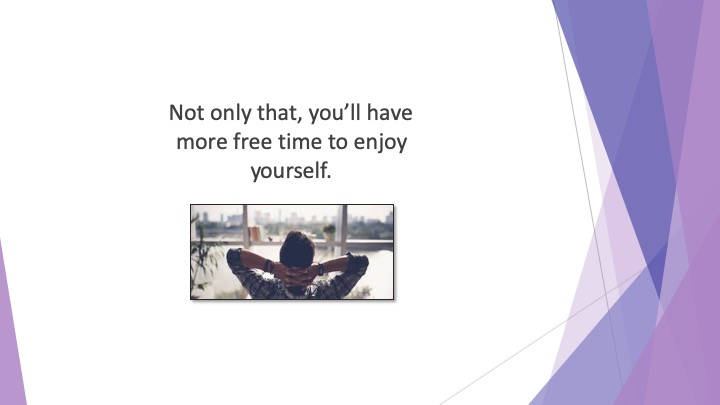 Not only that, you’ll have
more free time to enjoy
yourself.